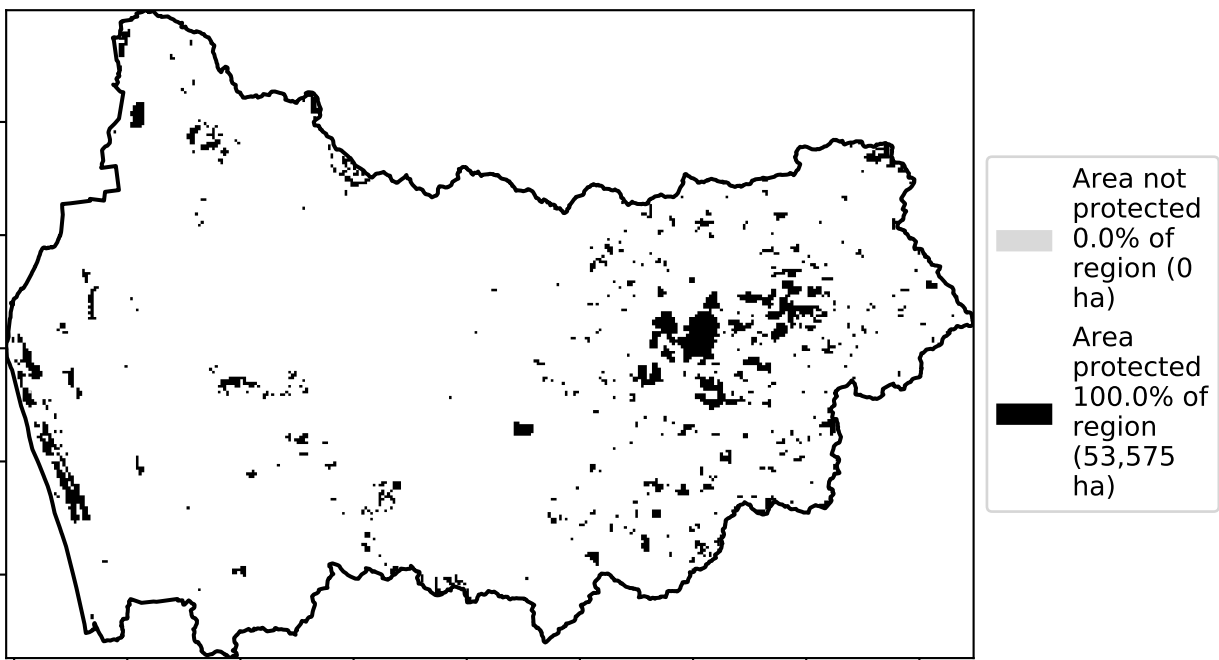 Area not
protected
0.0% of
region (0
ha)
Area
protected
100.0% of
region
(53,575
ha)